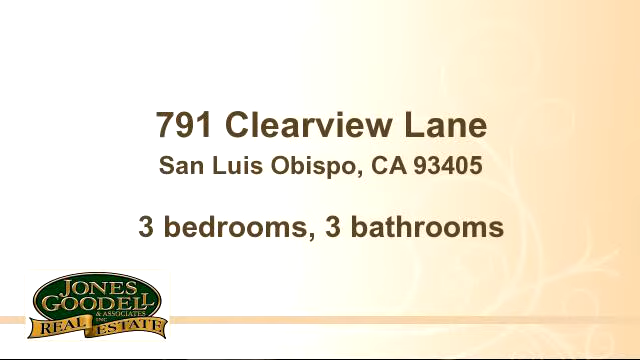 791 Clearview Lane
San Luis Obispo, CA 93405
3 bedrooms, 3 bathrooms
JONES
GOODELL
& ASSOCIATES
INC
REAL ESTATE